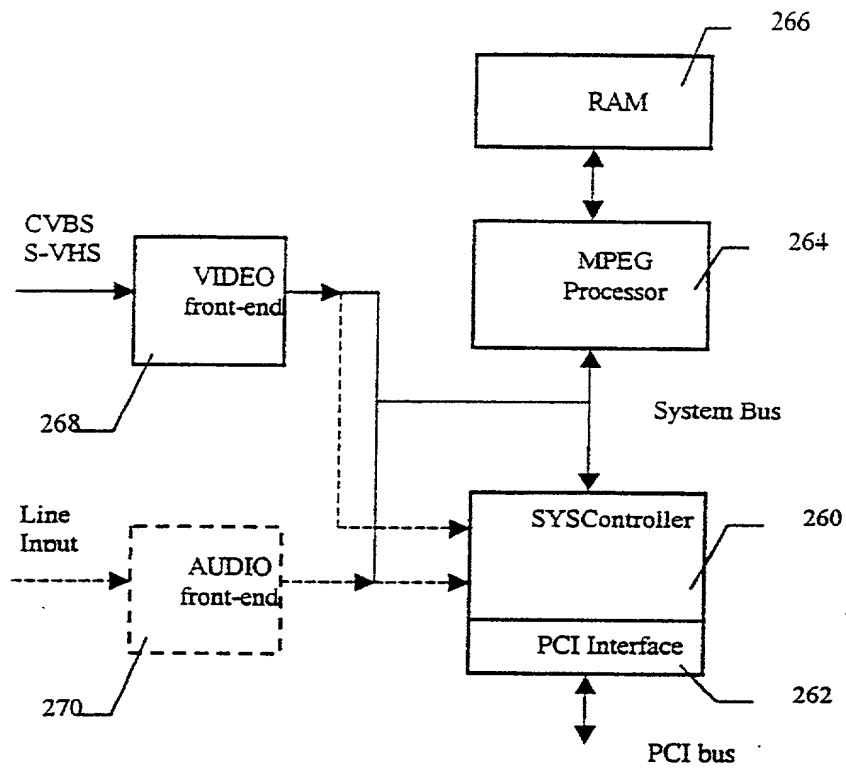 266
RAM
CVBS
S-VHS
VIDEO
front-end
MPEG
Processor
264
268
System Bus
Line
Input
AUDIO
front-end
SYSController
260
PCI Interface
270
262
PCI bus